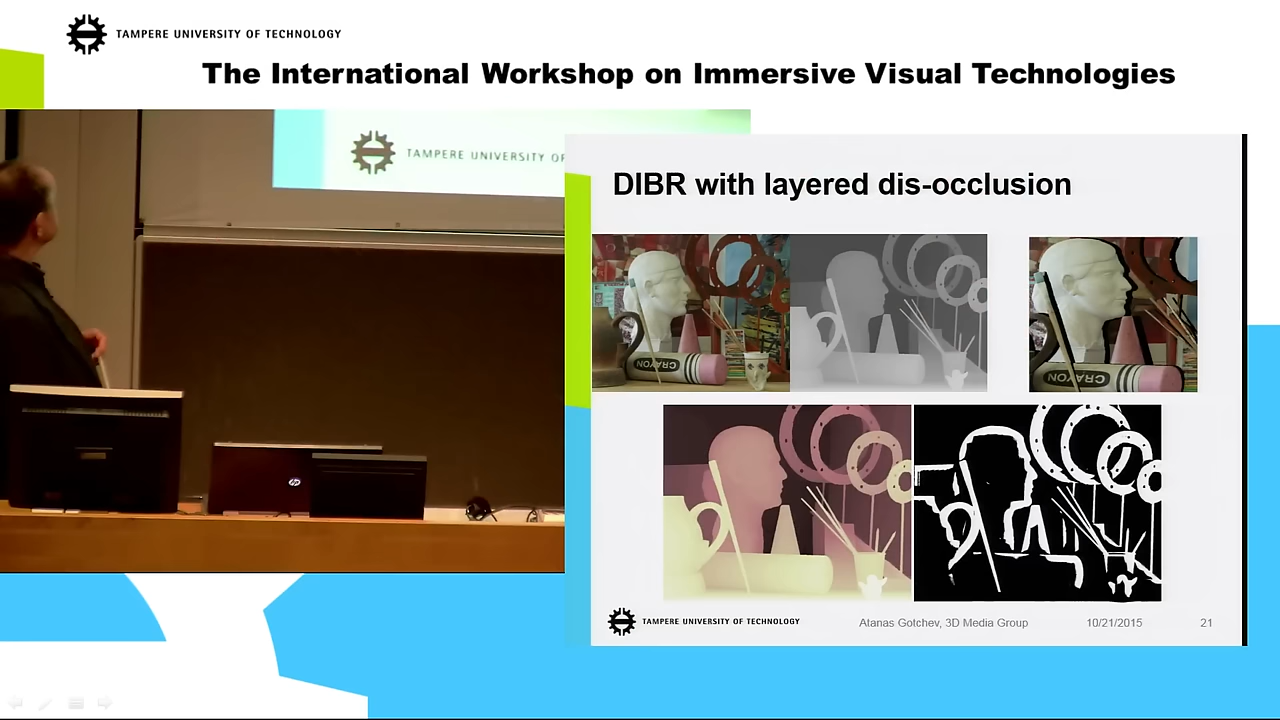 TAMPERE UNIVERSITY OF TECHNOLOGY
The International Workshop on Immersive Visual Technologies
TAMPERE UNIVERSITY OF
DIBR with layered dis-occlusion
CRAYON
CRAYON
TAMPERE UNIVERSITY OF TECHNOLOGY
Atanas Gotchev, 3D Media Group
10/21/2015
21
hp